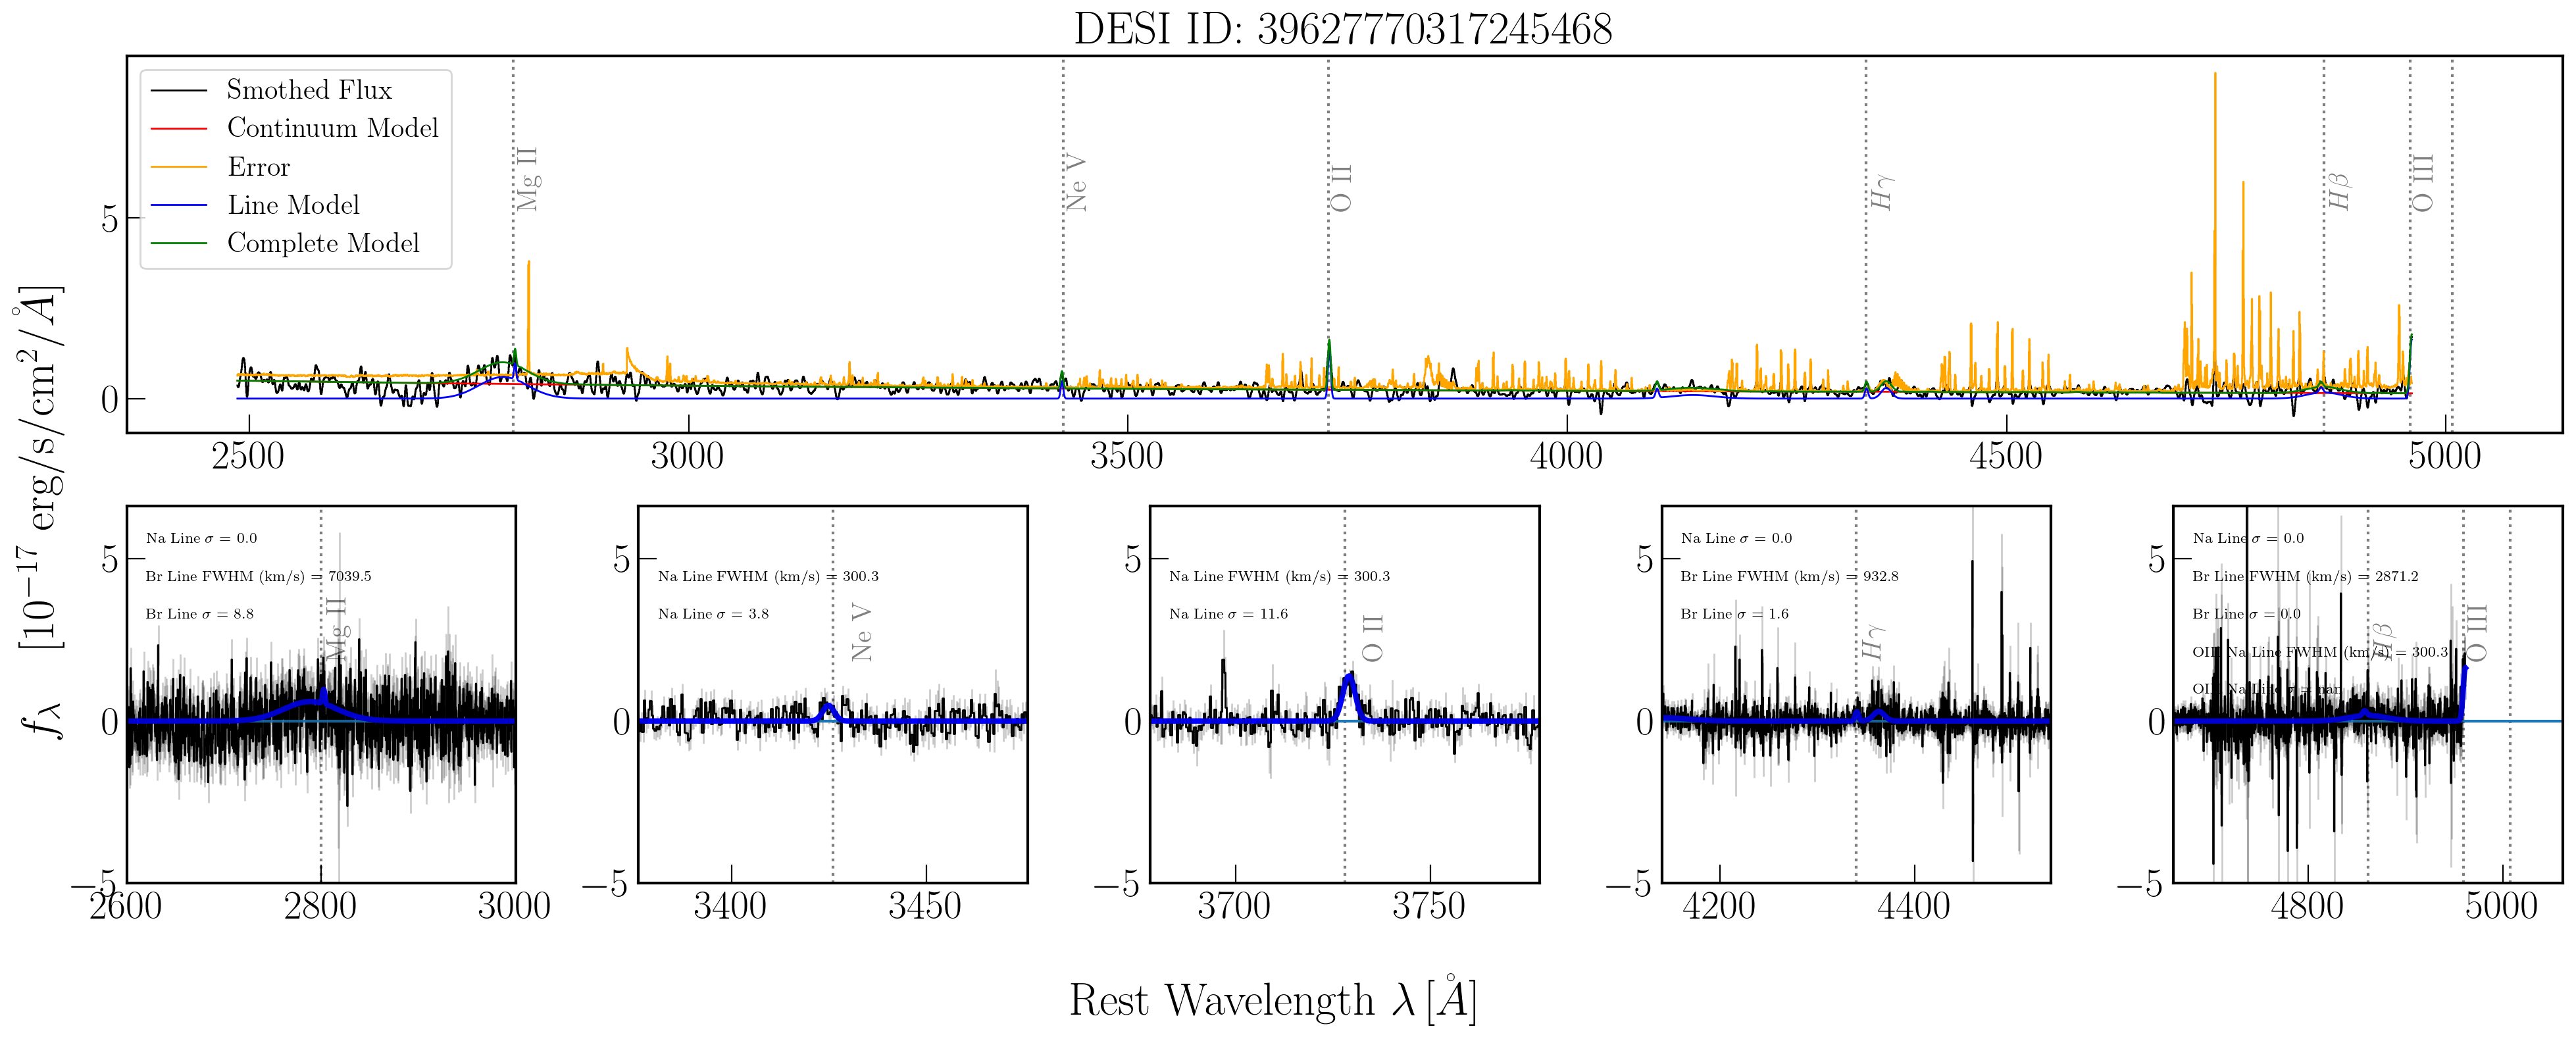 DESI ID: 39627770317245468
Smothed Flux
Continuum Model
Error
Line Model
Complete Model
Mg II
Ne V
O II
Hγ
Hβ
O III
5
0
2500 3000 3500 4000 4500 5000
fλ [10⁻¹⁷ erg/s/cm²/Å]
Na Line σ = 0.0
Br Line FWHM (km/s) = 7039.5
Br Line σ = 8.8
Mg II
5
0
−5
2600 2800 3000
Na Line FWHM (km/s) = 300.3
Na Line σ = 3.8
Ne V
5
0
−5
3400 3450
Na Line FWHM (km/s) = 300.3
Na Line σ = 11.6
O II
5
0
−5
3700 3750
Na Line σ = 0.0
Br Line FWHM (km/s) = 932.8
Br Line σ = 1.6
Hγ
5
0
−5
4200 4400
Na Line σ = 0.0
Br Line FWHM (km/s) = 2871.2
Br Line σ = 0.0
OIII Na Line FWHM (km/s) = 300.3
OIII Na Line σ = nan
Hβ
O III
5
0
−5
4800 5000
Rest Wavelength λ [Å]